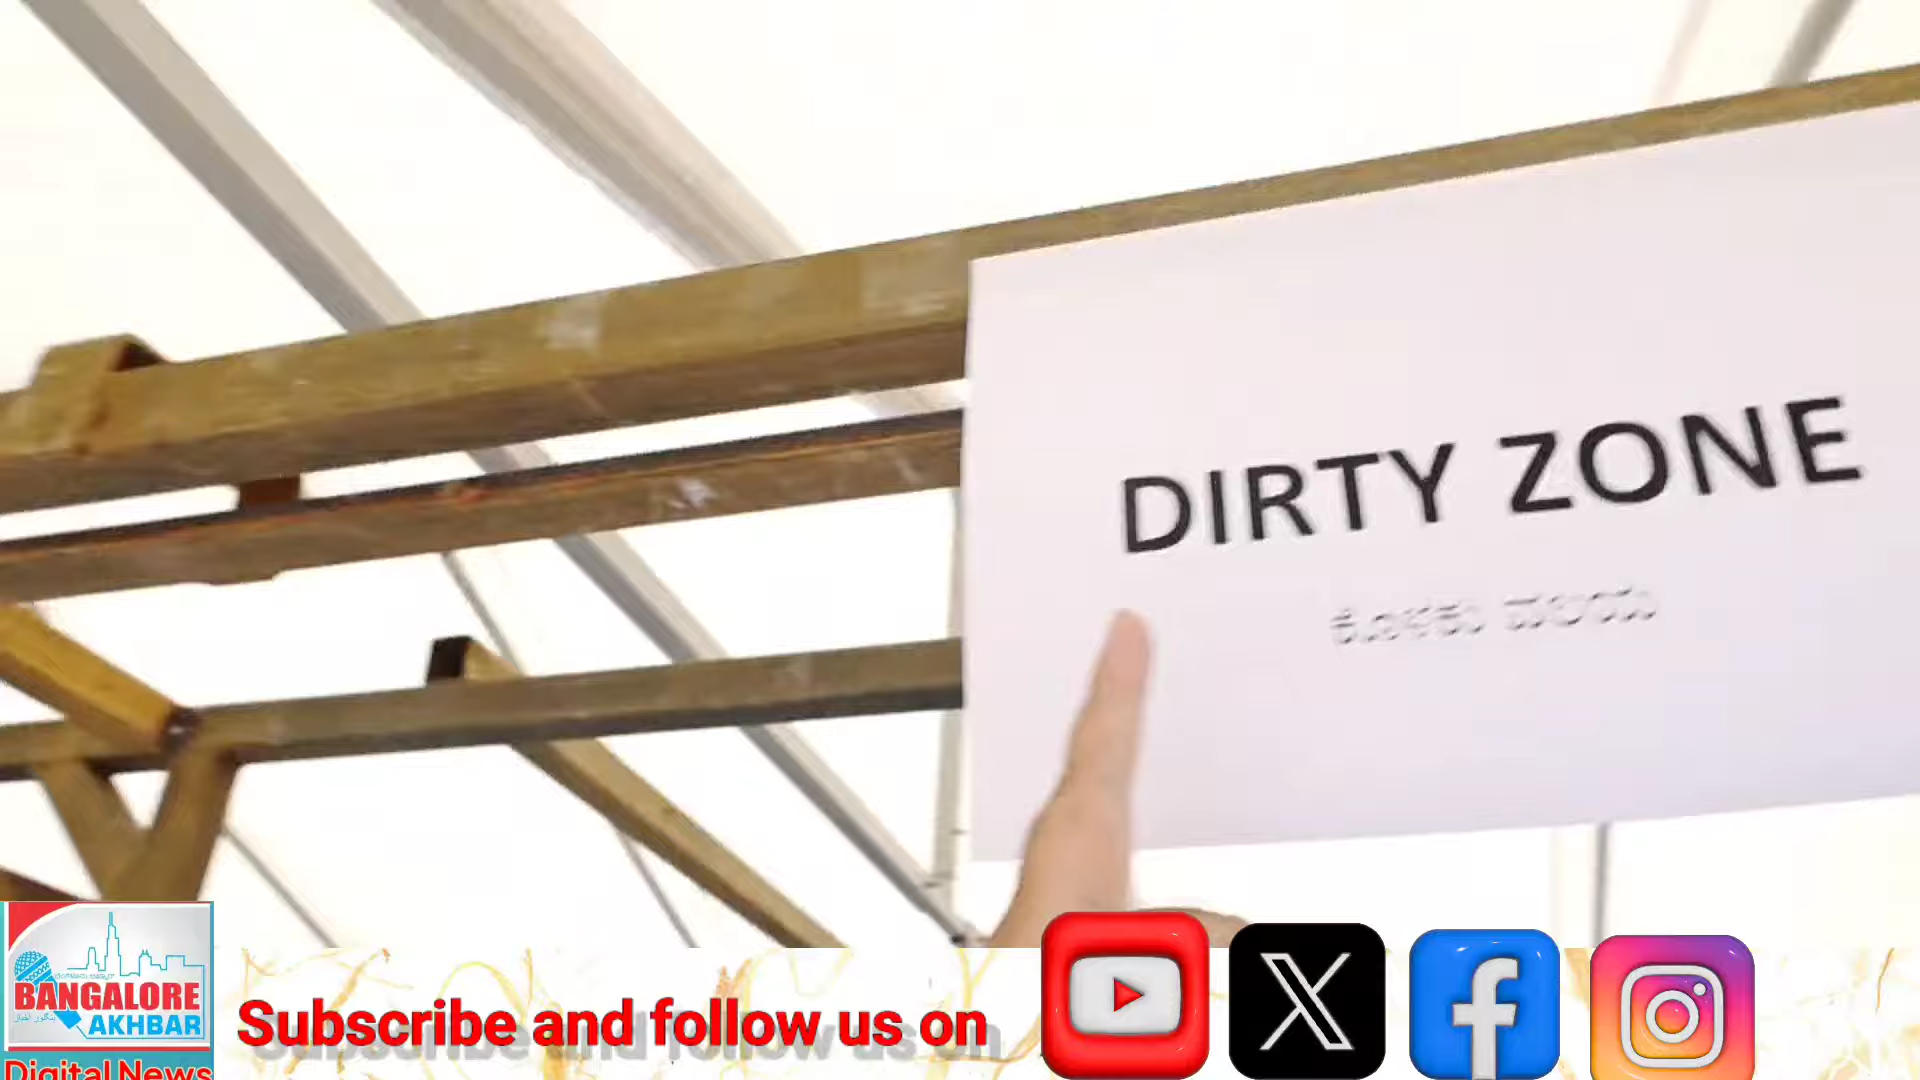 DIRTY ZONE
BANGALORE
AKHBAR
Digital News
Subscribe and follow us on